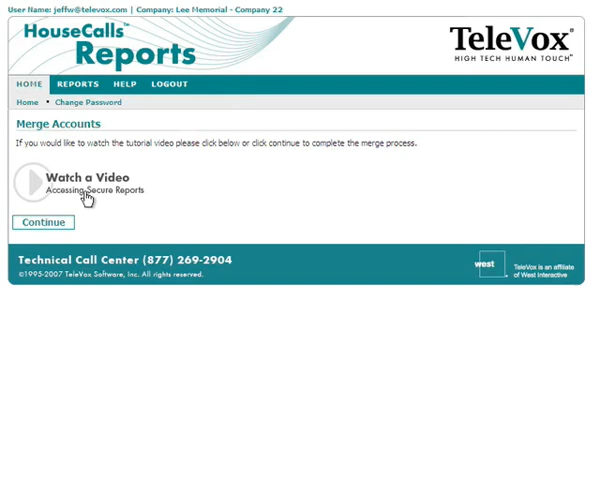 User Name: jeffw@televox.com | Company: Lee Memorial - Company 22
HouseCalls™
Reports
TeleVox®
HIGH TECH HUMAN TOUCH™
HOME REPORTS HELP LOGOUT
Home • Change Password
Merge Accounts
If you would like to watch the tutorial video please click below or click continue to complete the merge process.
Watch a Video
Accessing Secure Reports
Continue
Technical Call Center (877) 269-2904
©1995-2007 TeleVox Software, Inc. All rights reserved.
west
TeleVox is an affiliate
of West Interactive